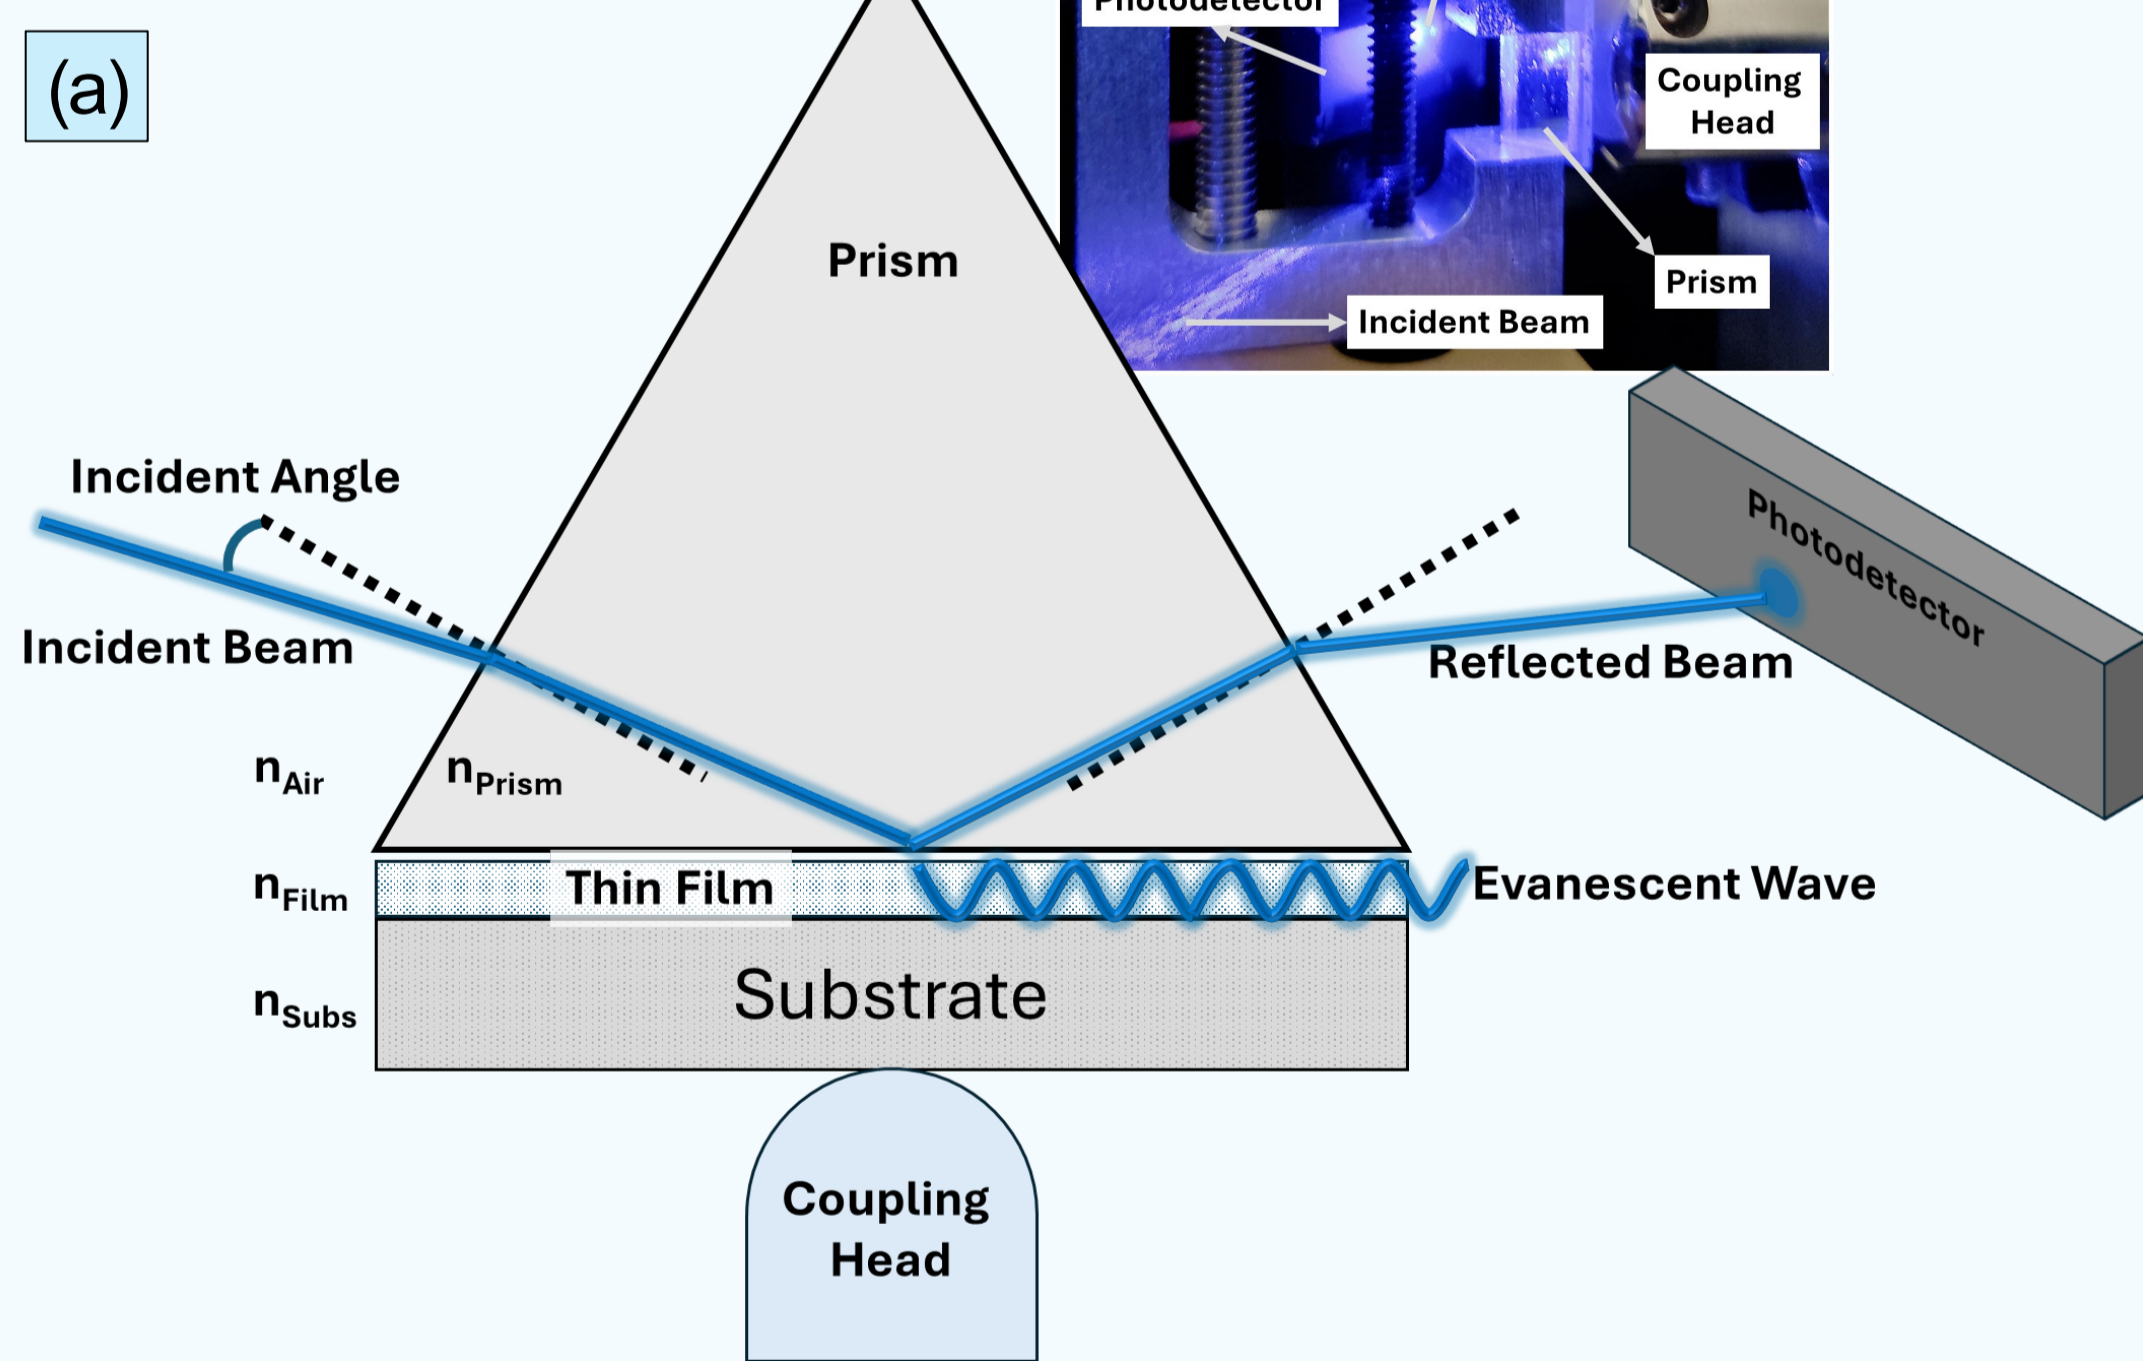 (a)
Photodetector
Coupling
Head
Prism
Incident Beam
Prism
Incident Angle
Incident Beam
Photodetector
Reflected Beam
nAir
nPrism
nFilm
Thin Film
Evanescent Wave
nSubs
Substrate
Coupling
Head